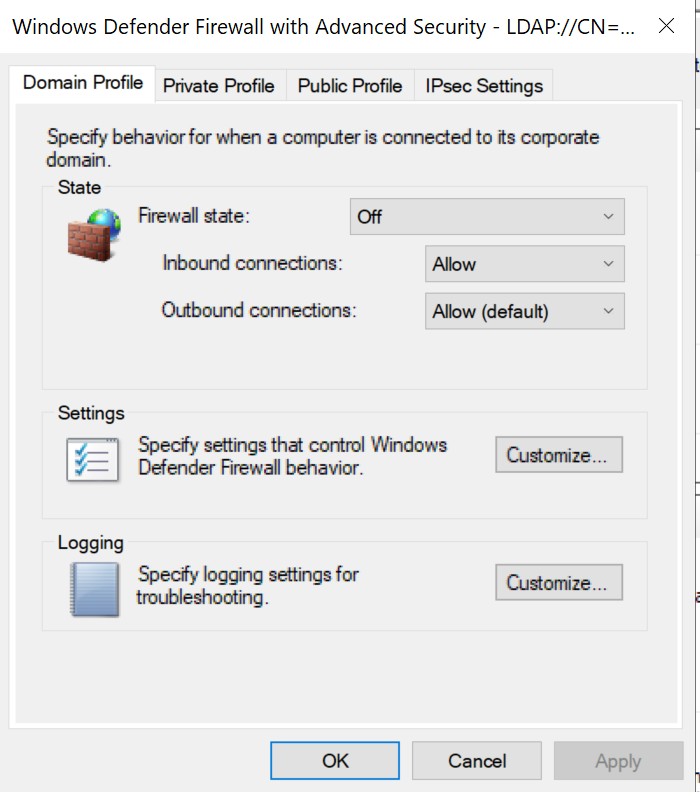 Windows Defender Firewall with Advanced Security - LDAP://CN=...
Domain Profile
Private Profile
Public Profile
IPsec Settings
Specify behavior for when a computer is connected to its corporate
domain.
State
Firewall state:
Off
Inbound connections:
Allow
Outbound connections:
Allow (default)
Settings
Specify settings that control Windows
Defender Firewall behavior.
Customize...
Logging
Specify logging settings for
troubleshooting.
Customize...
OK
Cancel
Apply